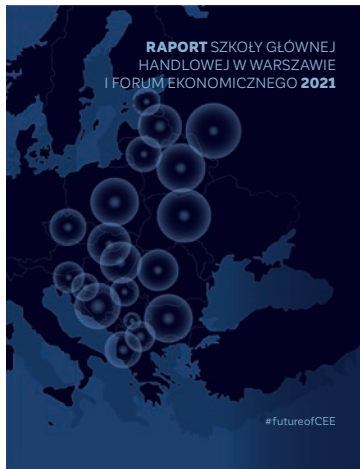 RAPORT SZKOŁY GŁÓWNEJ
HANDLOWEJ W WARSZAWIE
I FORUM EKONOMICZNEGO 2021
#futureofCEE